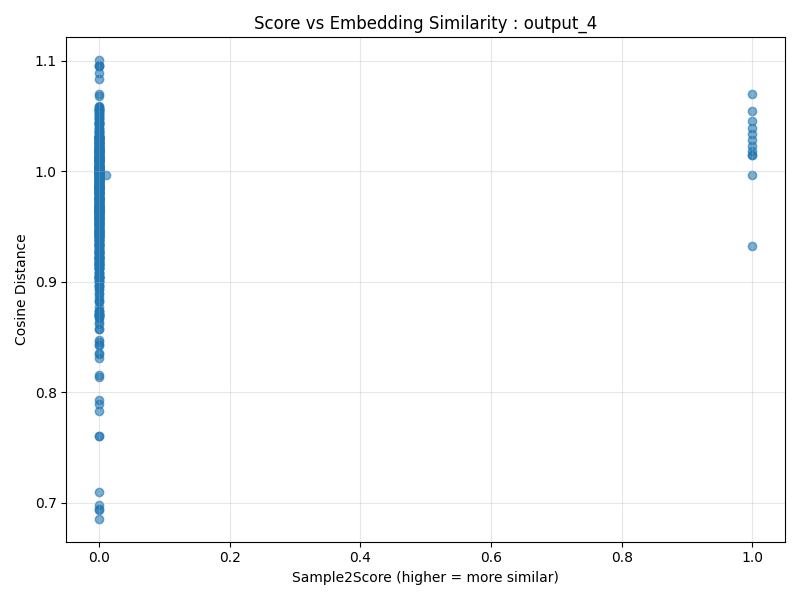 Score vs Embedding Similarity : output_4
Cosine Distance
1.1
1.0
0.9
0.8
0.7
0.0 0.2 0.4 0.6 0.8 1.0
Sample2Score (higher = more similar)